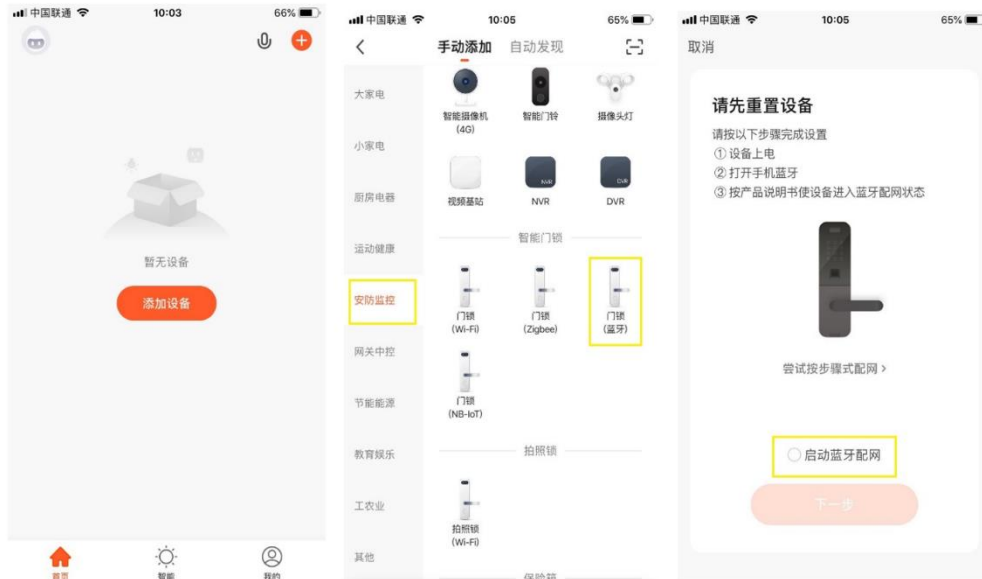 中国联通
10:03
66%
暂无设备
添加设备
首页
智能
我的
中国联通
10:05
65%
手动添加
自动发现
大家电
小家电
厨房电器
运动健康
安防监控
网关中控
节能能源
教育娱乐
工农业
其他
智能摄像机
(4G)
智能门铃
摄像头灯
视频基站
NVR
NVR
DVR
DVR
智能门锁
门锁
(Wi-Fi)
门锁
(Zigbee)
门锁
(蓝牙)
门锁
(NB-IoT)
拍照锁
拍照锁
(Wi-Fi)
保险箱
中国联通
10:05
65%
取消
请先重置设备
请按以下步骤完成设置
① 设备上电
② 打开手机蓝牙
③ 按产品说明书使设备进入蓝牙配网状态
尝试按步骤式配网 >
启动蓝牙配网
下一步